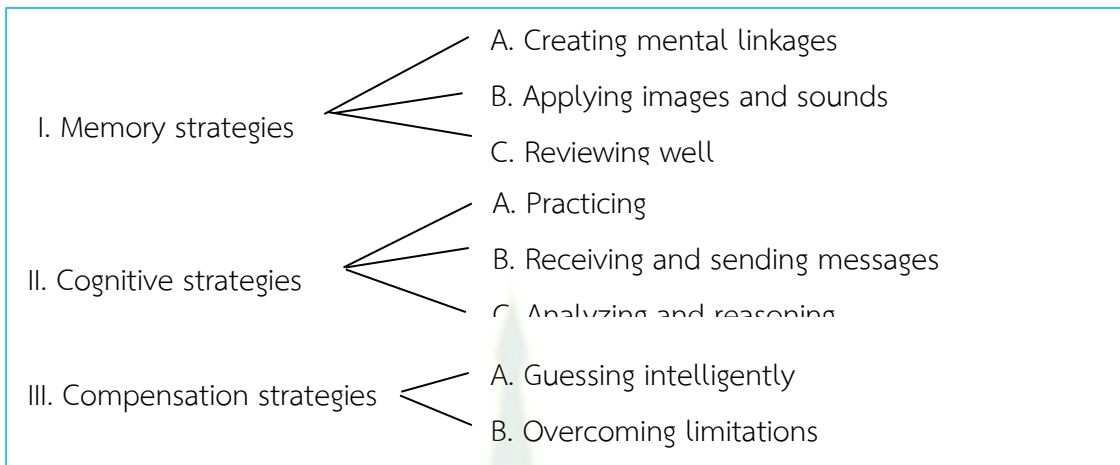 A. Creating mental linkages
B. Applying images and sounds
I. Memory strategies
C. Reviewing well
A. Practicing
B. Receiving and sending messages
II. Cognitive strategies
C. Analyzing and reasoning
A. Guessing intelligently
III. Compensation strategies
B. Overcoming limitations